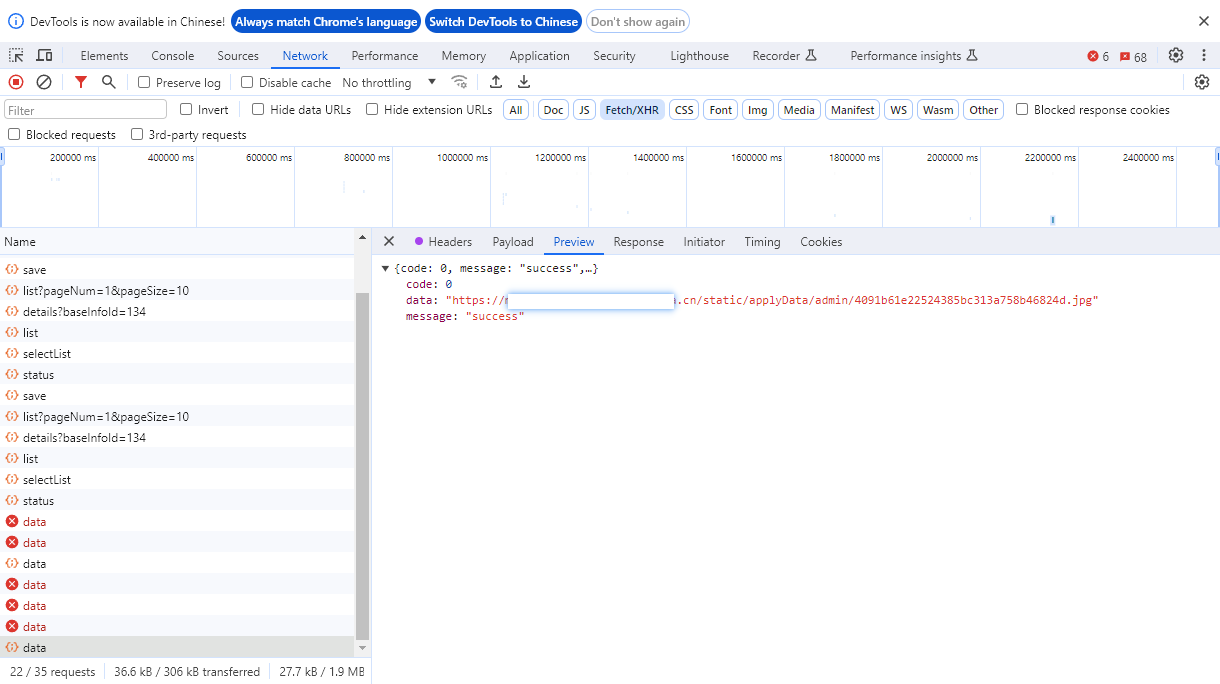 DevTools is now available in Chinese! Always match Chrome's language Switch DevTools to Chinese Don't show again
Elements Console Sources Network Performance Memory Application Security Lighthouse Recorder Performance insights 6 68
Preserve log Disable cache No throttling
Filter Invert Hide data URLs Hide extension URLs All Doc JS Fetch/XHR CSS Font Img Media Manifest WS Wasm Other Blocked response cookies
Blocked requests 3rd-party requests
200000 ms 400000 ms 600000 ms 800000 ms 1000000 ms 1200000 ms 1400000 ms 1600000 ms 1800000 ms 2000000 ms 2200000 ms 2400000 ms
Name
save
list?pageNum=1&pageSize=10
details?baseInfoId=134
list
selectList
status
save
list?pageNum=1&pageSize=10
details?baseInfoId=134
list
selectList
status
data
data
data
data
data
data
data
22 / 35 requests 36.6 kB / 306 kB transferred 27.7 kB / 1.9 MB
Headers Payload Preview Response Initiator Timing Cookies
{code: 0, message: "success",…}
code: 0
data: "https:// .cn/static/applyData/admin/4091b61e22524385bc313a758b46824d.jpg"
message: "success"